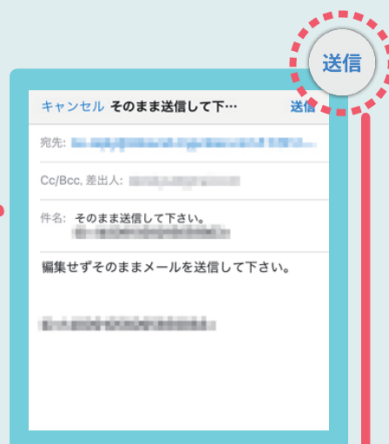 送信
キャンセル そのまま送信して下… 送信
宛先:
Cc/Bcc, 差出人:
件名: そのまま送信して下さい。
編集せずそのままメールを送信して下さい。